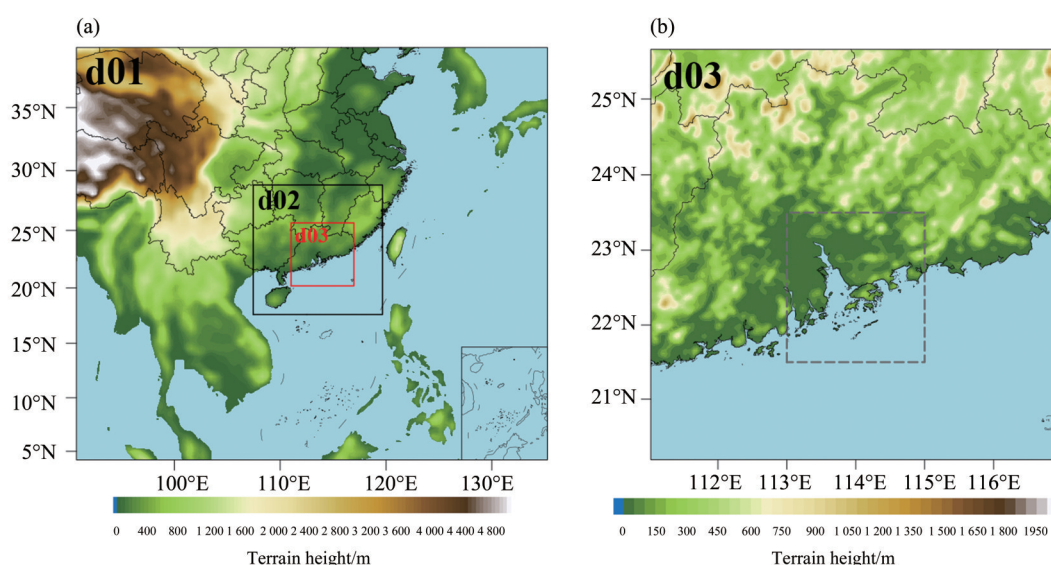 (a)
d01
d02
d03
35°N
30°N
25°N
20°N
15°N
10°N
5°N
100°E 110°E 120°E 130°E
0 400 800 1 200 1 600 2 000 2 400 2 800 3 200 3 600 4 000 4 400 4 800
Terrain height/m
(b)
d03
25°N
24°N
23°N
22°N
21°N
112°E 113°E 114°E 115°E 116°E
0 150 300 450 600 750 900 1 050 1 200 1 350 1 500 1 650 1 800 1950
Terrain height/m